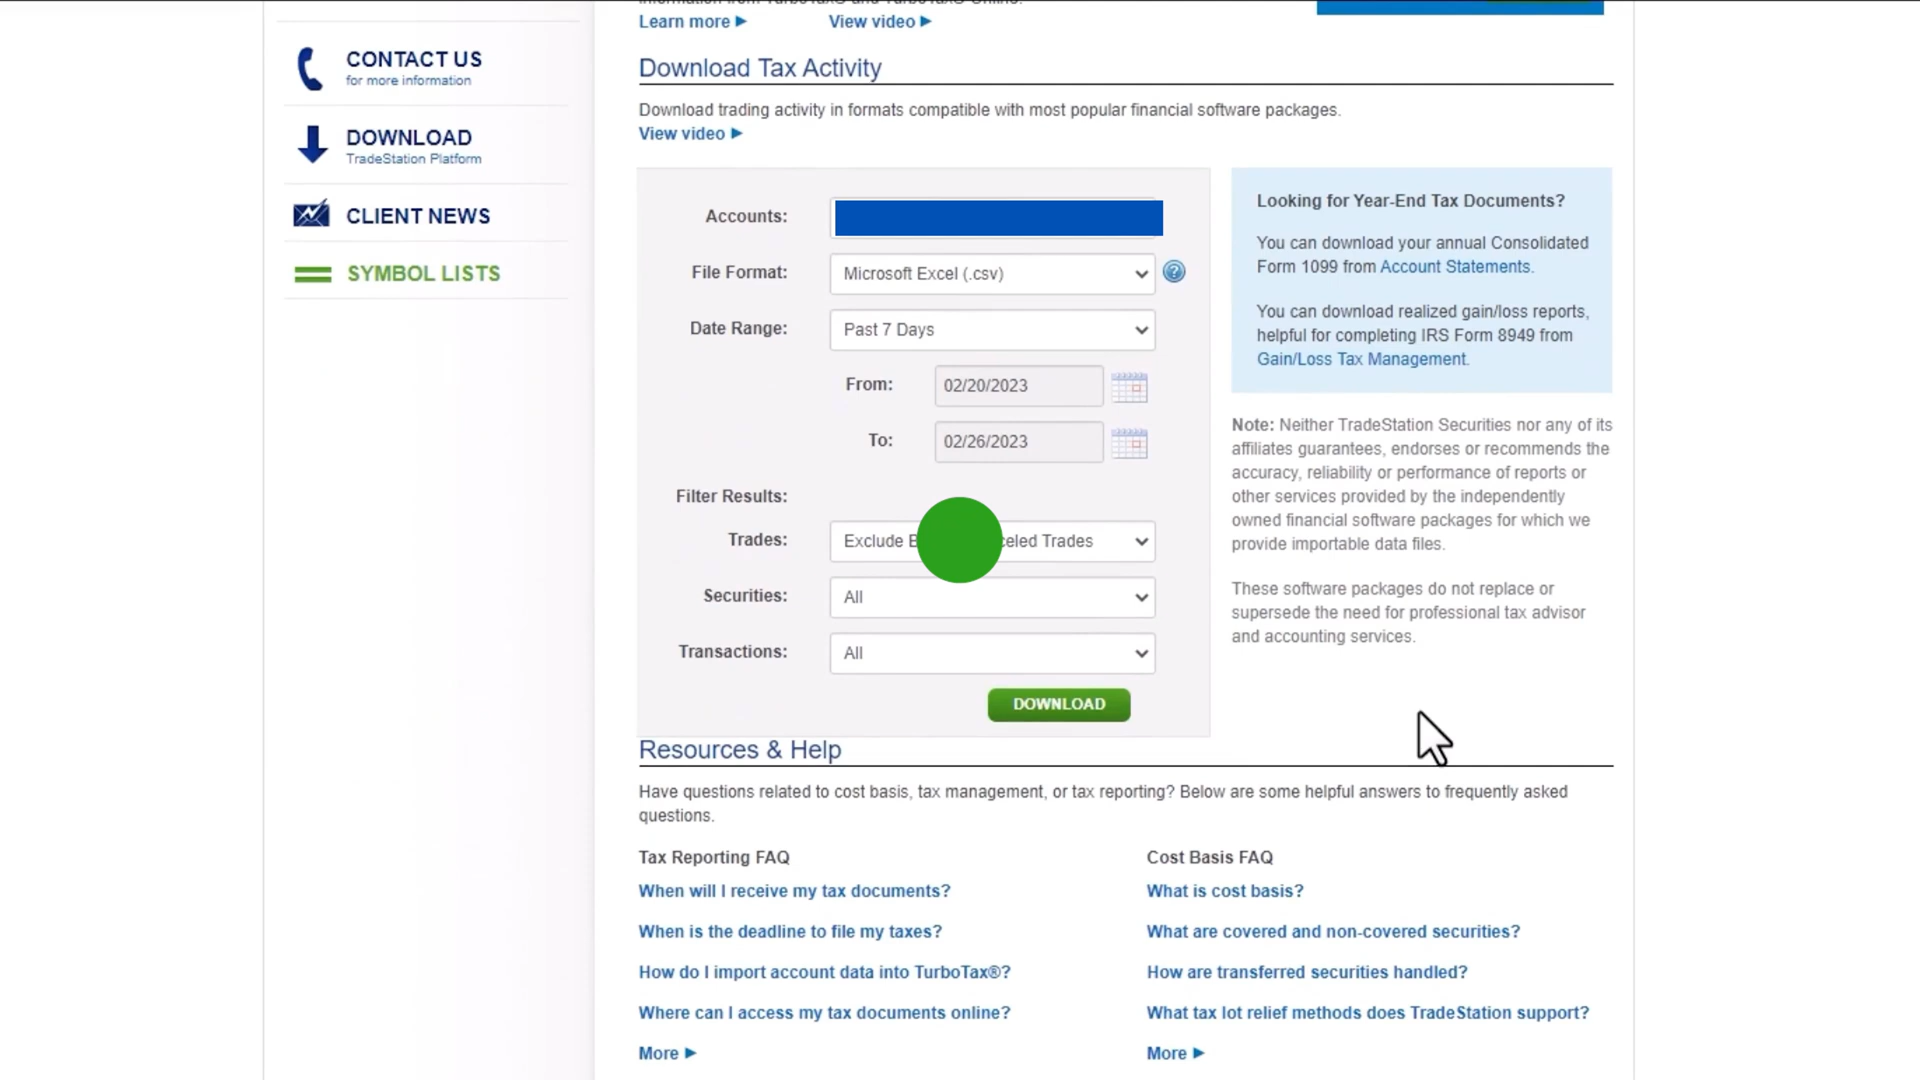 Learn more ▶ View video ▶
CONTACT US
for more information
DOWNLOAD
TradeStation Platform
CLIENT NEWS
SYMBOL LISTS
Download Tax Activity
Download trading activity in formats compatible with most popular financial software packages.
View video ▶
Accounts:
File Format: Microsoft Excel (.csv)
Date Range: Past 7 Days
From: 02/20/2023
To: 02/26/2023
Filter Results:
Trades: Exclude Trades
Securities: All
Transactions: All
DOWNLOAD
Looking for Year-End Tax Documents?
You can download your annual Consolidated
Form 1099 from Account Statements.
You can download realized gain/loss reports,
helpful for completing IRS Form 8949 from
Gain/Loss Tax Management.
Note: Neither TradeStation Securities nor any of its
affiliates guarantees, endorses or recommends the
accuracy, reliability or performance of reports or
other services provided by the independently
owned financial software packages for which we
provide importable data files.
These software packages do not replace or
supersede the need for professional tax advisor
and accounting services.
Resources & Help
Have questions related to cost basis, tax management, or tax reporting? Below are some helpful answers to frequently asked
questions.
Tax Reporting FAQ
When will I receive my tax documents?
When is the deadline to file my taxes?
How do I import account data into TurboTax®?
Where can I access my tax documents online?
More ▶
Cost Basis FAQ
What is cost basis?
What are covered and non-covered securities?
How are transferred securities handled?
What tax lot relief methods does TradeStation support?
More ▶